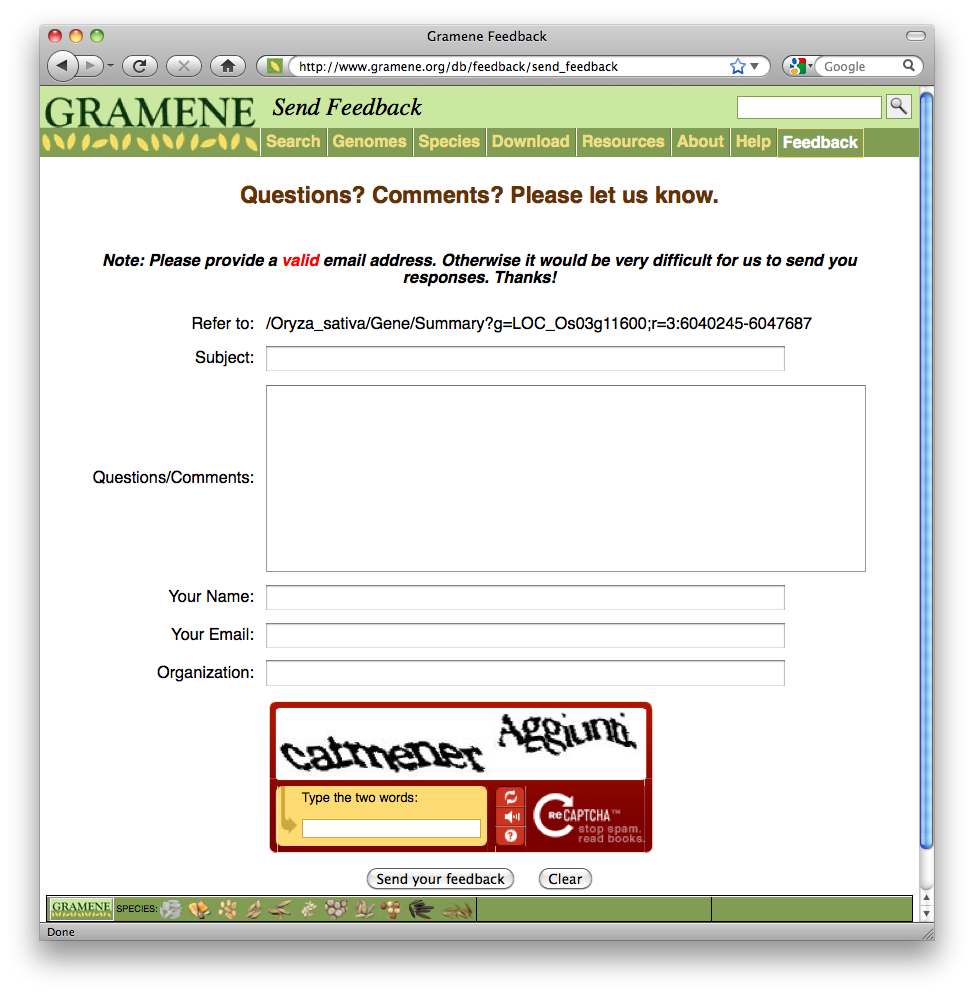 Gramene Feedback
http://www.gramene.org/db/feedback/send_feedback
Google
GRAMENE
Send Feedback
Search Genomes Species Download Resources About Help Feedback
Questions? Comments? Please let us know.
Note: Please provide a valid email address. Otherwise it would be very difficult for us to send you
responses. Thanks!
Refer to: /Oryza_sativa/Gene/Summary?g=LOC_Os03g11600;r=3:6040245-6047687
Subject:
Questions/Comments:
Your Name:
Your Email:
Organization:
catmener Aggiunti
Type the two words:
reCAPTCHA™
stop spam.
read books.
Send your feedback Clear
GRAMENE SPECIES:
Done